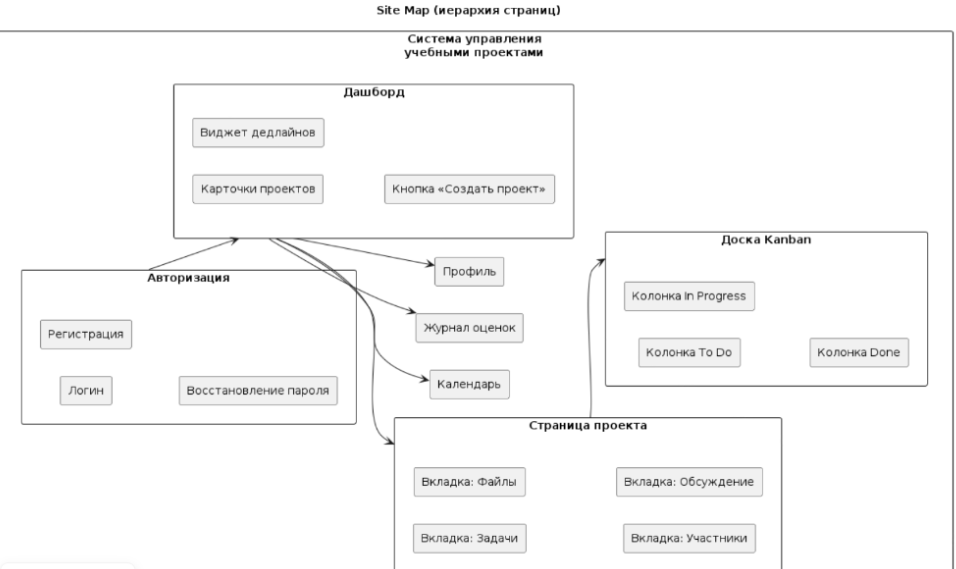 Site Map (иерархия страниц)
Система управления
учебными проектами
Дашборд
Виджет дедлайнов
Карточки проектов
Кнопка «Создать проект»
Авторизация
Регистрация
Логин
Восстановление пароля
Профиль
Журнал оценок
Календарь
Доска Kanban
Колонка In Progress
Колонка To Do
Колонка Done
Страница проекта
Вкладка: Файлы
Вкладка: Обсуждение
Вкладка: Задачи
Вкладка: Участники